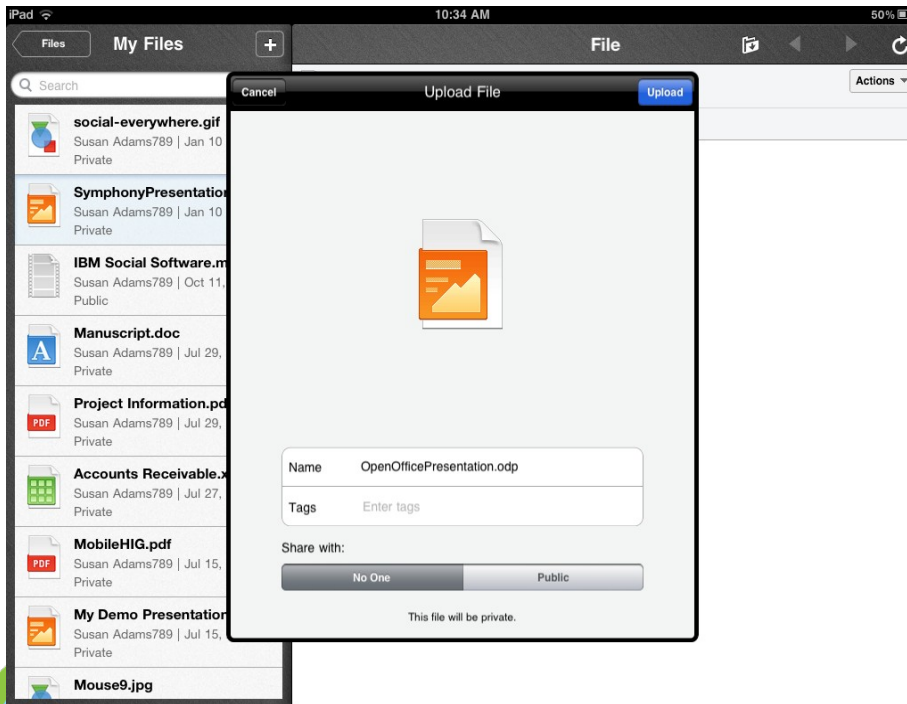 iPad 10:34 AM 50%
Files My Files + File
Search
Actions
Cancel Upload File Upload
social-everywhere.gif
Susan Adams789 | Jan 10
Private
SymphonyPresentation
Susan Adams789 | Jan 10
Private
IBM Social Software.m
Susan Adams789 | Oct 11,
Public
Manuscript.doc
A
Susan Adams789 | Jul 29,
Private
Project Information.pd
PDF
Susan Adams789 | Jul 29,
Private
Accounts Receivable.x
Susan Adams789 | Jul 27,
Private
MobileHIG.pdf
PDF
Susan Adams789 | Jul 15,
Private
My Demo Presentation
Susan Adams789 | Jul 15,
Private
Mouse9.jpg
Name OpenOfficePresentation.odp
Tags Enter tags
Share with:
No One Public
This file will be private.